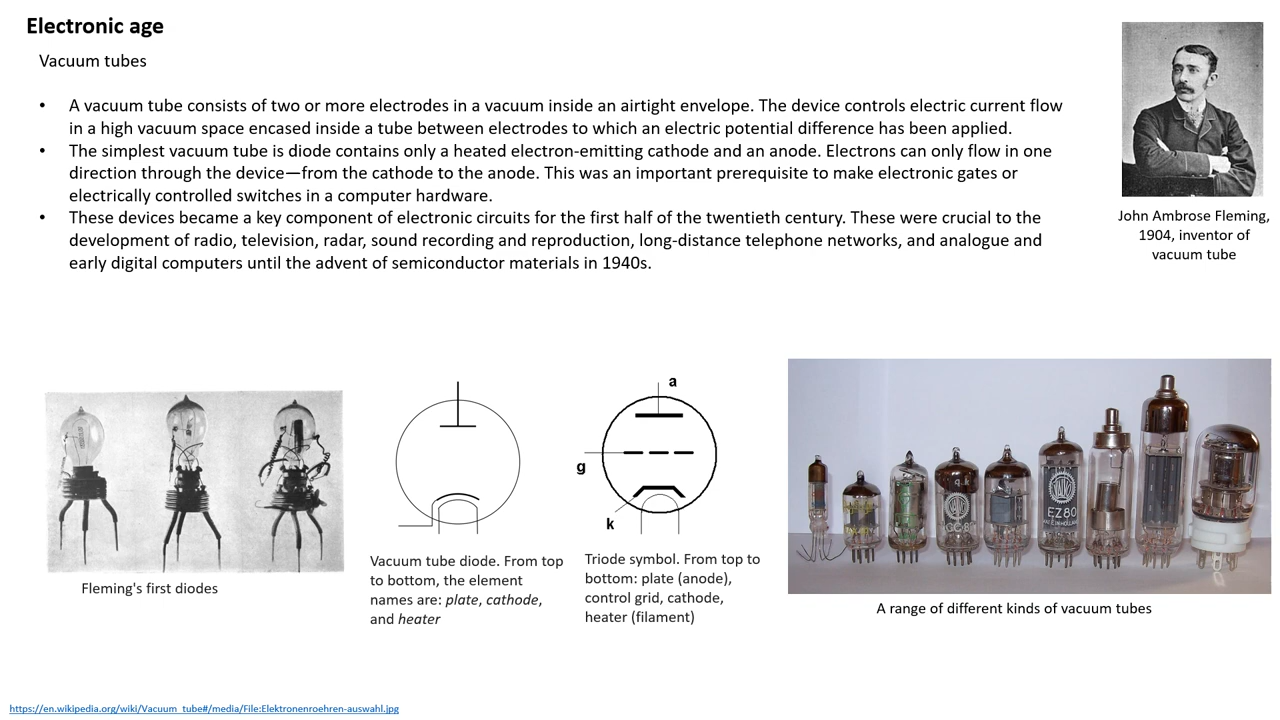 Electronic age
Vacuum tubes
• A vacuum tube consists of two or more electrodes in a vacuum inside an airtight envelope. The device controls electric current flow
in a high vacuum space encased inside a tube between electrodes to which an electric potential difference has been applied.
• The simplest vacuum tube is diode contains only a heated electron-emitting cathode and an anode. Electrons can only flow in one
direction through the device—from the cathode to the anode. This was an important prerequisite to make electronic gates or
electrically controlled switches in a computer hardware.
• These devices became a key component of electronic circuits for the first half of the twentieth century. These were crucial to the
development of radio, television, radar, sound recording and reproduction, long-distance telephone networks, and analogue and
early digital computers until the advent of semiconductor materials in 1940s.
John Ambrose Fleming,
1904, inventor of
vacuum tube
Fleming's first diodes
Vacuum tube diode. From top
to bottom, the element
names are: plate, cathode,
and heater
a
g
k
Triode symbol. From top to
bottom: plate (anode),
control grid, cathode,
heater (filament)
EZ80
A range of different kinds of vacuum tubes
https://en.wikipedia.org/wiki/Vacuum_tube#/media/File:Elektronenroehren-auswahl.jpg